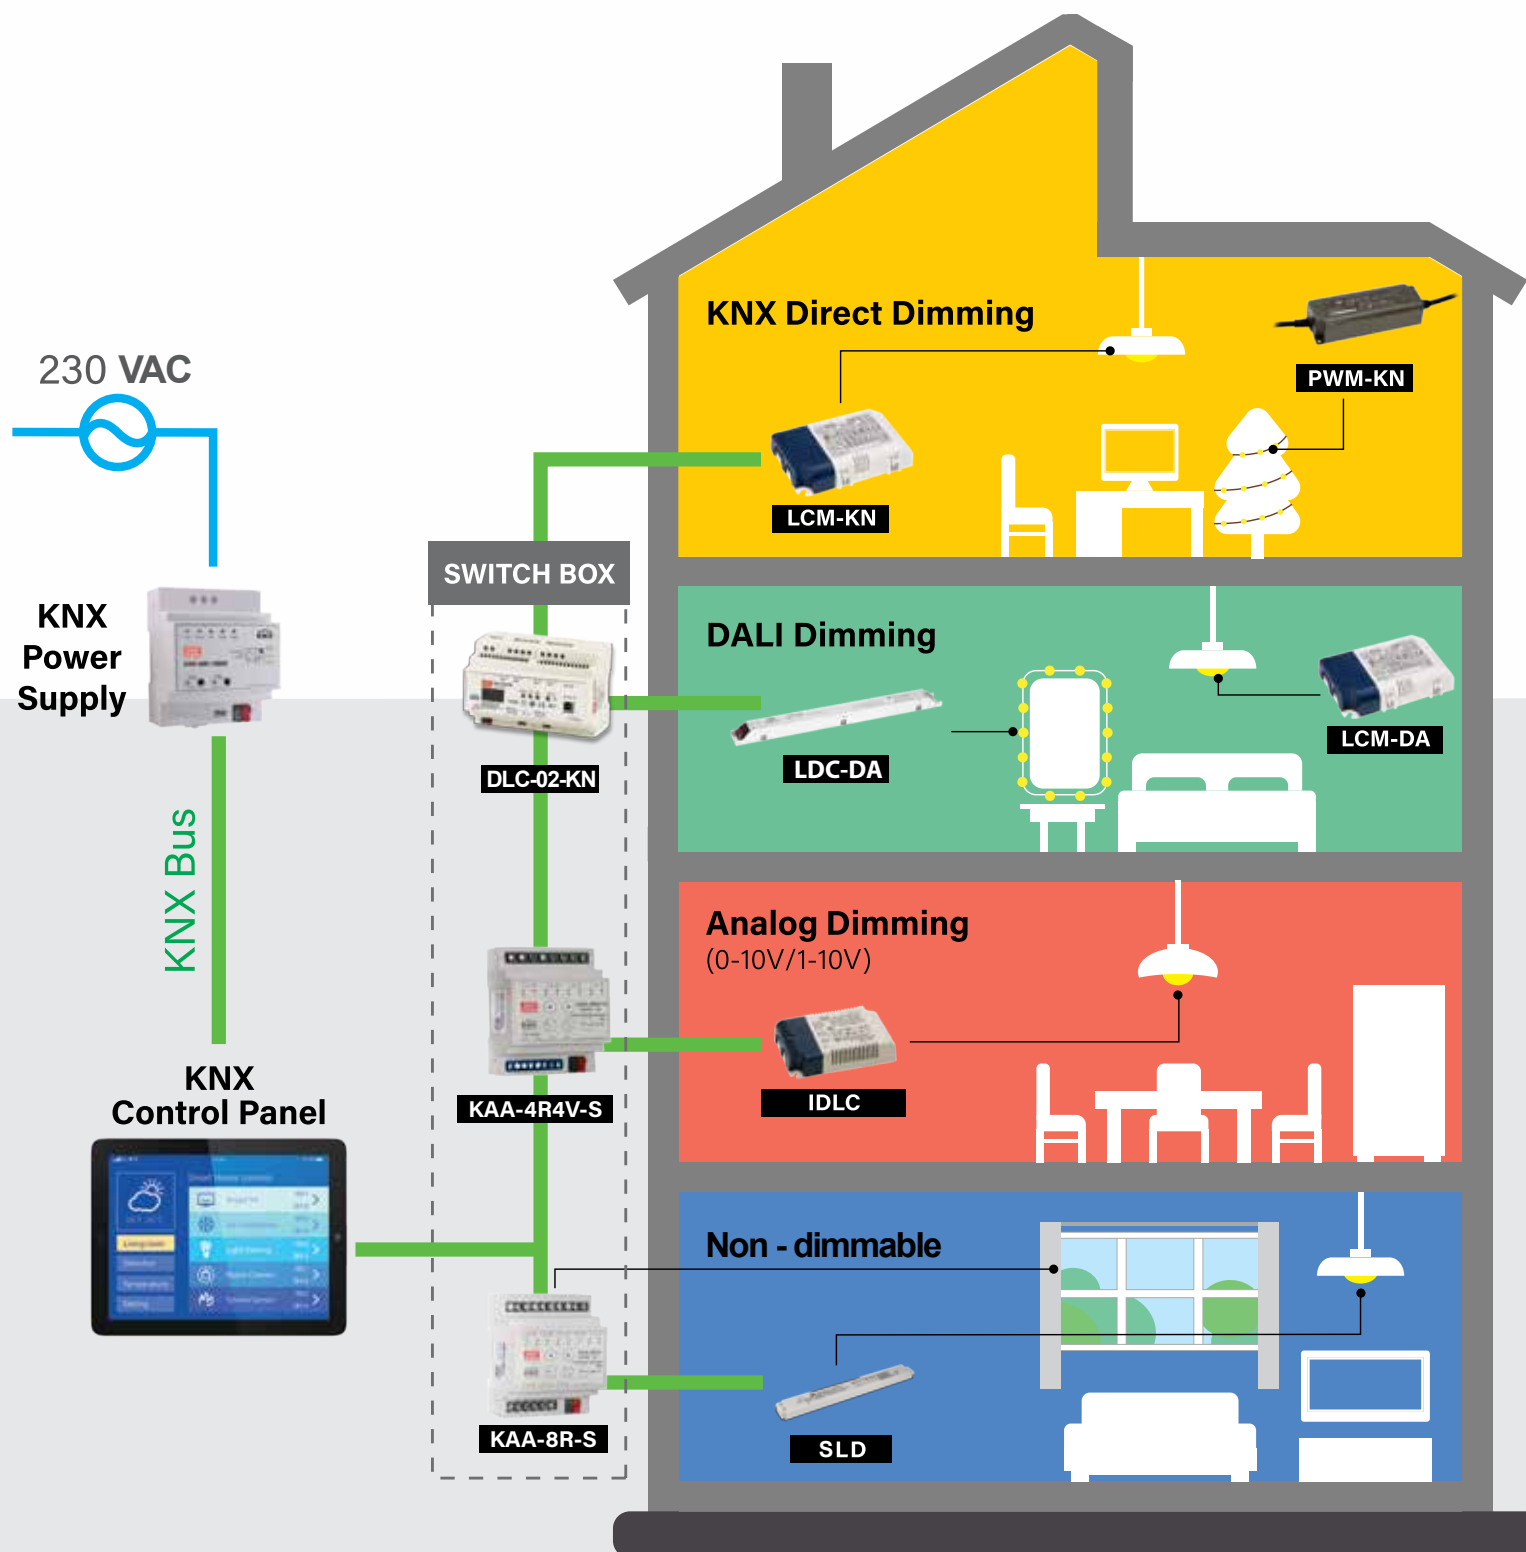 KNX Direct Dimming
PWM-KN
230 VAC
LCM-KN
SWITCH BOX
KNX
Power
Supply
DALI Dimming
LCM-DA
LDC-DA
DLC-02-KN
KNX Bus
Analog Dimming
(0-10V/1-10V)
KNX
Control Panel
KAA-4R4V-S
IDLC
Non - dimmable
KAA-8R-S
SLD